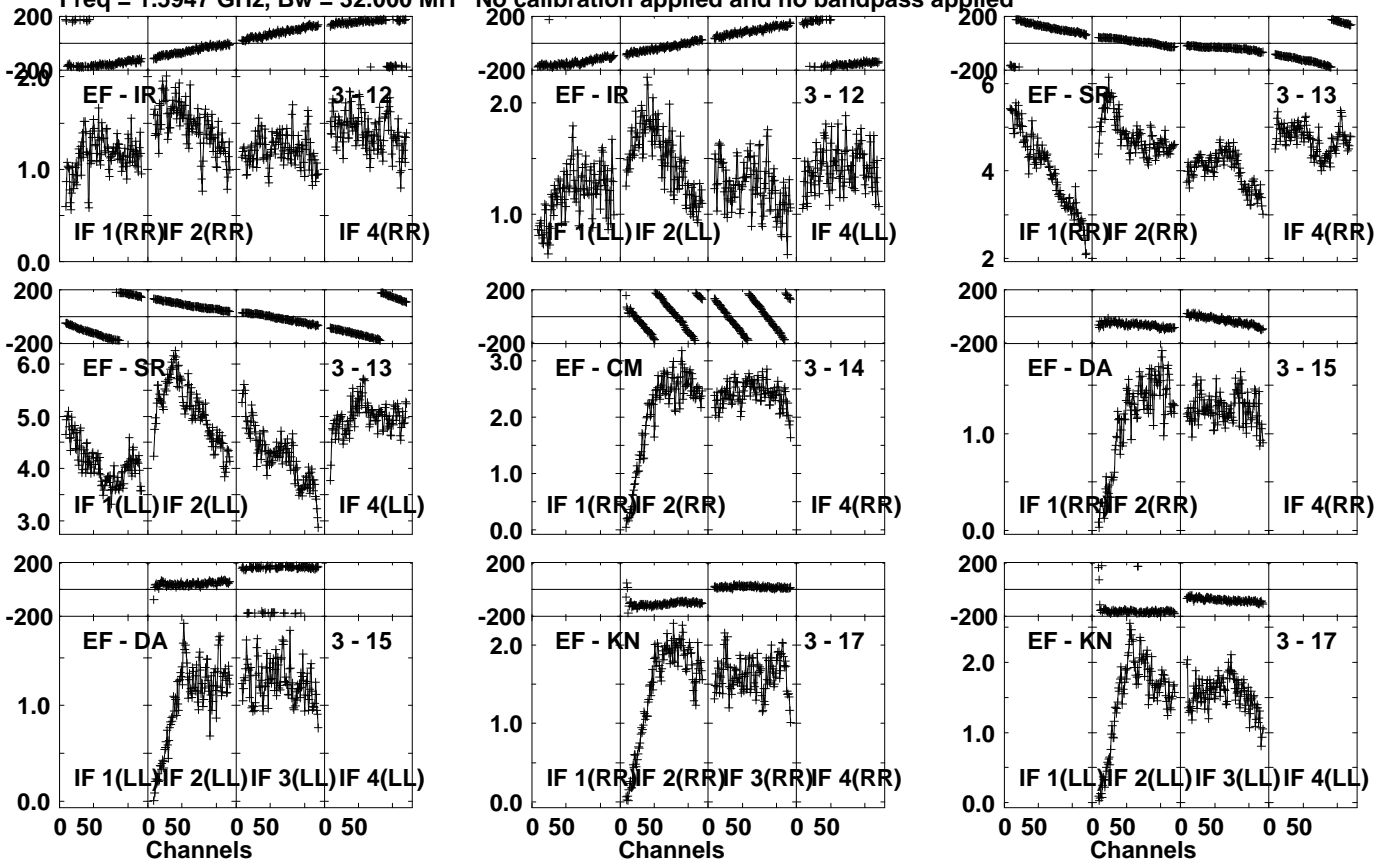 Freq = 1.5947 GHz, Bw = 32.000 MH No calibration applied and no bandpass applied
200
-200
2.0
1.0
0.0
EF - IR
3 - 12
IF 1(RR) IF 2(RR) IF 4(RR)
2.0
1.0
EF - IR
3 - 12
IF 1(LL) IF 2(LL) IF 4(LL)
200
-200
6
4
2
EF - SR
3 - 13
IF 1(RR) IF 2(RR) IF 4(RR)
200
-200
6.0
5.0
4.0
3.0
EF - SR
3 - 13
IF 1(LL) IF 2(LL) IF 4(LL)
200
-200
3.0
2.0
1.0
0.0
EF - CM
3 - 14
IF 1(RR) IF 2(RR) IF 4(RR)
200
-200
1.0
0.0
EF - DA
3 - 15
IF 1(RR) IF 2(RR) IF 4(RR)
200
-200
1.0
0.0
EF - DA
3 - 15
IF 1(LL) IF 2(LL) IF 3(LL) IF 4(LL)
200
-200
2.0
1.0
0.0
EF - KN
3 - 17
IF 1(RR) IF 2(RR) IF 3(RR) IF 4(RR)
200
-200
2.0
1.0
0.0
EF - KN
3 - 17
IF 1(LL) IF 2(LL) IF 3(LL) IF 4(LL)
0 50 0 50 0 50 0 50
Channels
0 50 0 50 0 50 0 50
Channels
0 50 0 50 0 50 0 50
Channels